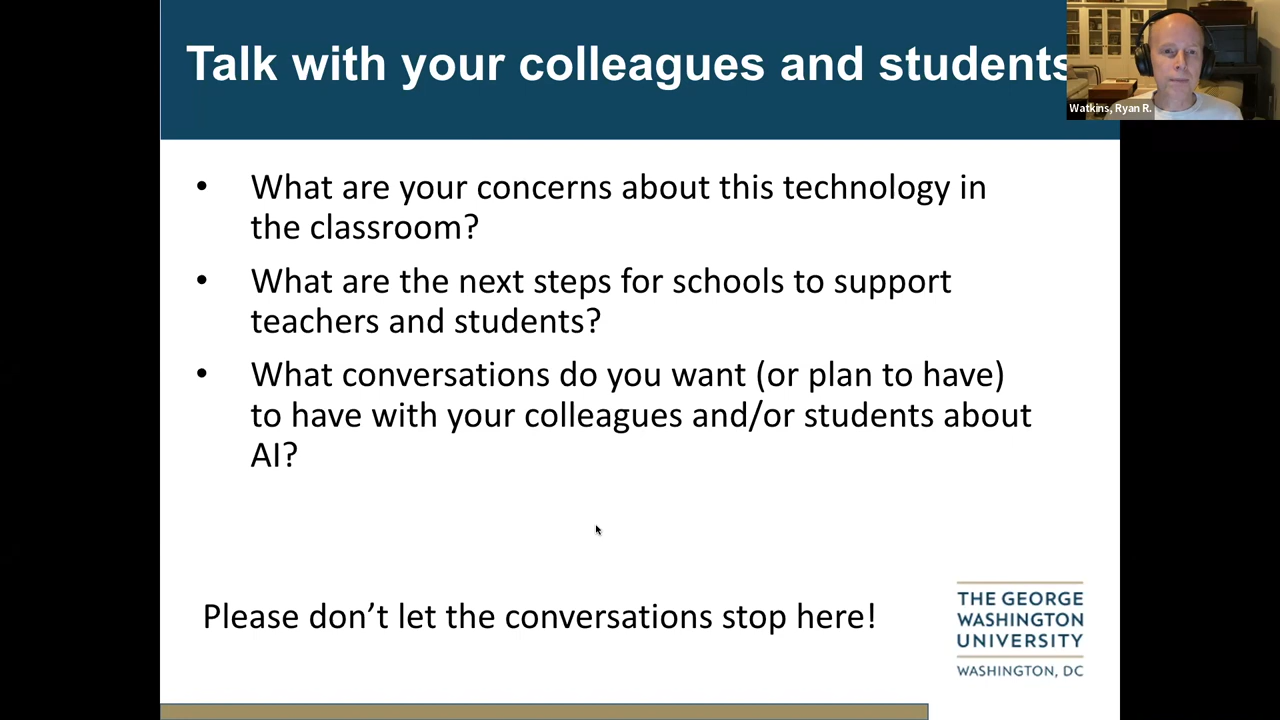 Talk with your colleagues and students
Watkins, Ryan R.
• What are your concerns about this technology in
the classroom?
• What are the next steps for schools to support
teachers and students?
• What conversations do you want (or plan to have)
to have with your colleagues and/or students about
AI?
Please don’t let the conversations stop here!
THE GEORGE
WASHINGTON
UNIVERSITY
WASHINGTON, DC